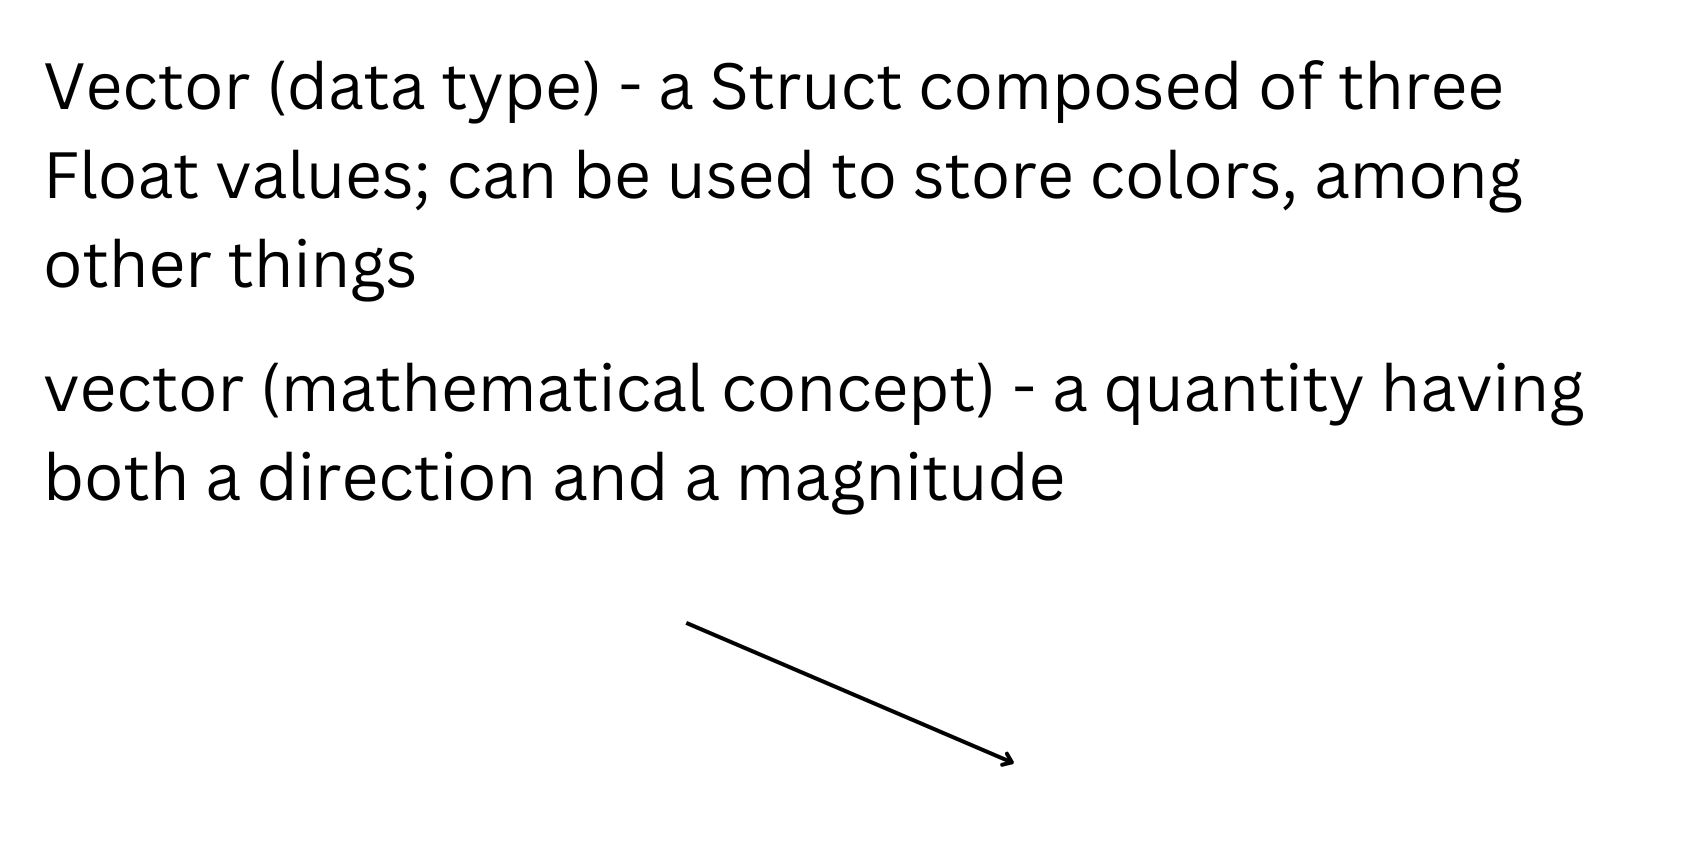 Vector (data type) - a Struct composed of three
Float values; can be used to store colors, among
other things
vector (mathematical concept) - a quantity having
both a direction and a magnitude